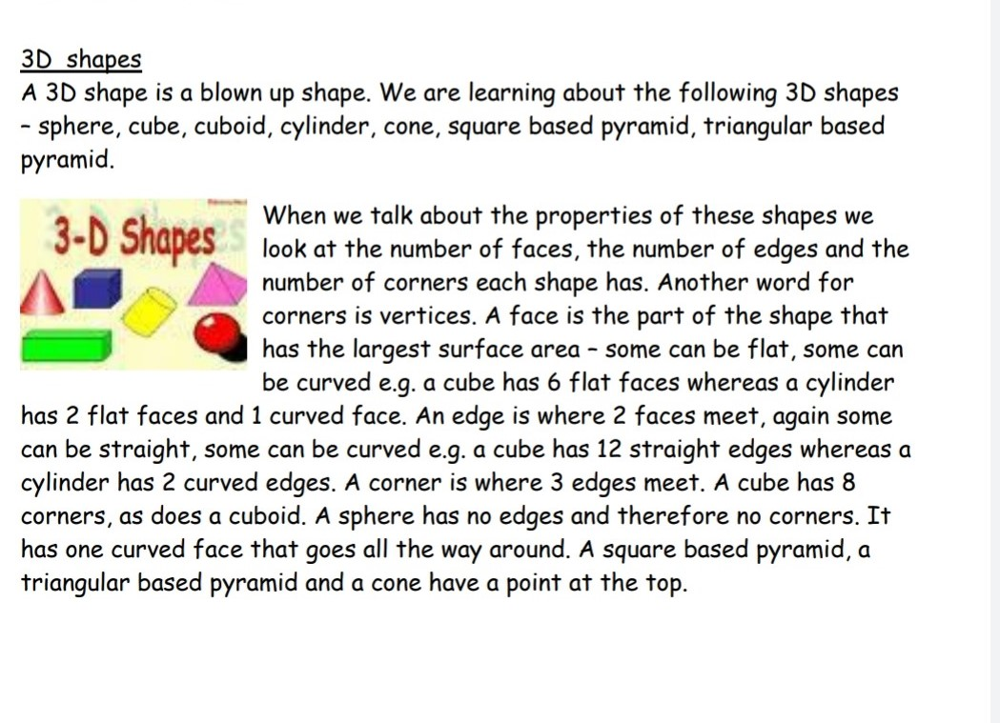 3D shapes
A 3D shape is a blown up shape. We are learning about the following 3D shapes
- sphere, cube, cuboid, cylinder, cone, square based pyramid, triangular based
pyramid.
3-D Shapes
When we talk about the properties of these shapes we
look at the number of faces, the number of edges and the
number of corners each shape has. Another word for
corners is vertices. A face is the part of the shape that
has the largest surface area – some can be flat, some can
be curved e.g. a cube has 6 flat faces whereas a cylinder
has 2 flat faces and 1 curved face. An edge is where 2 faces meet, again some
can be straight, some can be curved e.g. a cube has 12 straight edges whereas a
cylinder has 2 curved edges. A corner is where 3 edges meet. A cube has 8
corners, as does a cuboid. A sphere has no edges and therefore no corners. It
has one curved face that goes all the way around. A square based pyramid, a
triangular based pyramid and a cone have a point at the top.